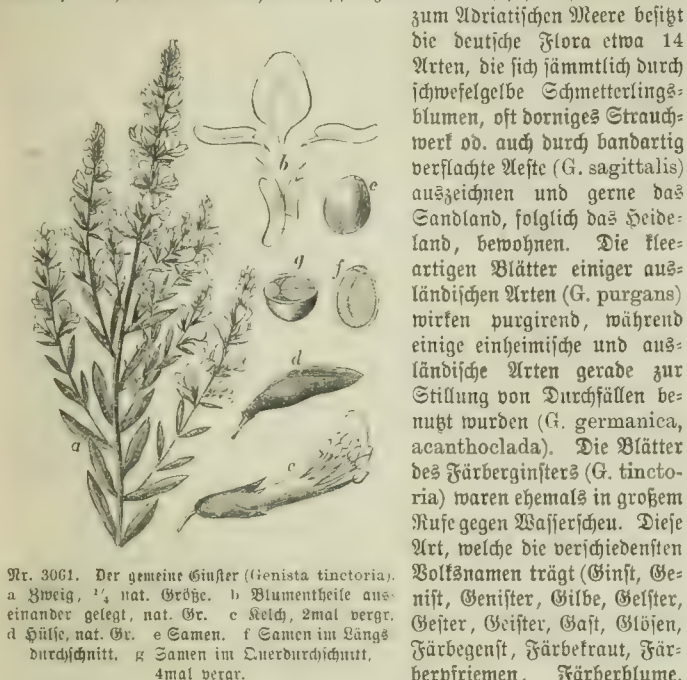 zum Adriatischen Meere besitzt
die deutsche Flora etwa 14
Arten, die sich sämmtlich durch
schwefelgelbe Schmetterlings-
blumen, oft dorniges Strauch-
werk od. auch durch bandartig
verflachte Aeste (G. sagittalis)
auszeichnen und gerne das
Sandland, folglich das Heide-
land, bewohnen. Die klee-
artigen Blätter einiger aus-
ländischen Arten (G. purgans)
wirken purgirend, während
einige einheimische und aus-
ländische Arten gerade zur
Stillung von Durchfällen be-
nutzt wurden (G. germanica,
acanthoclada). Die Blätter
des Färberginsters (G. tincto-
ria) waren ehemals in großem
Rufe gegen Wasserscheu. Diese
Art, welche die verschiedensten
Volksnamen trägt (Ginst, Ge-
nist, Genister, Gilbe, Gelster,
Gester, Geister, Gast, Glösen,
Färbegenst, Färbekraut, Fär-
berpfriemen, Färberblume,
b
e
g
f
d
a
c
Nr. 3061. Der gemeine Ginster (Genista tinctoria).
a Zweig, ¼ nat. Größe. b Blumentheile aus-
einander gelegt, nat. Gr. c Kelch, 2mal vergr.
d Hülse, nat. Gr. e Samen. f Samen im Längs
durchschnitt, g Samen im Querdurchschnitt,
4mal vergr.